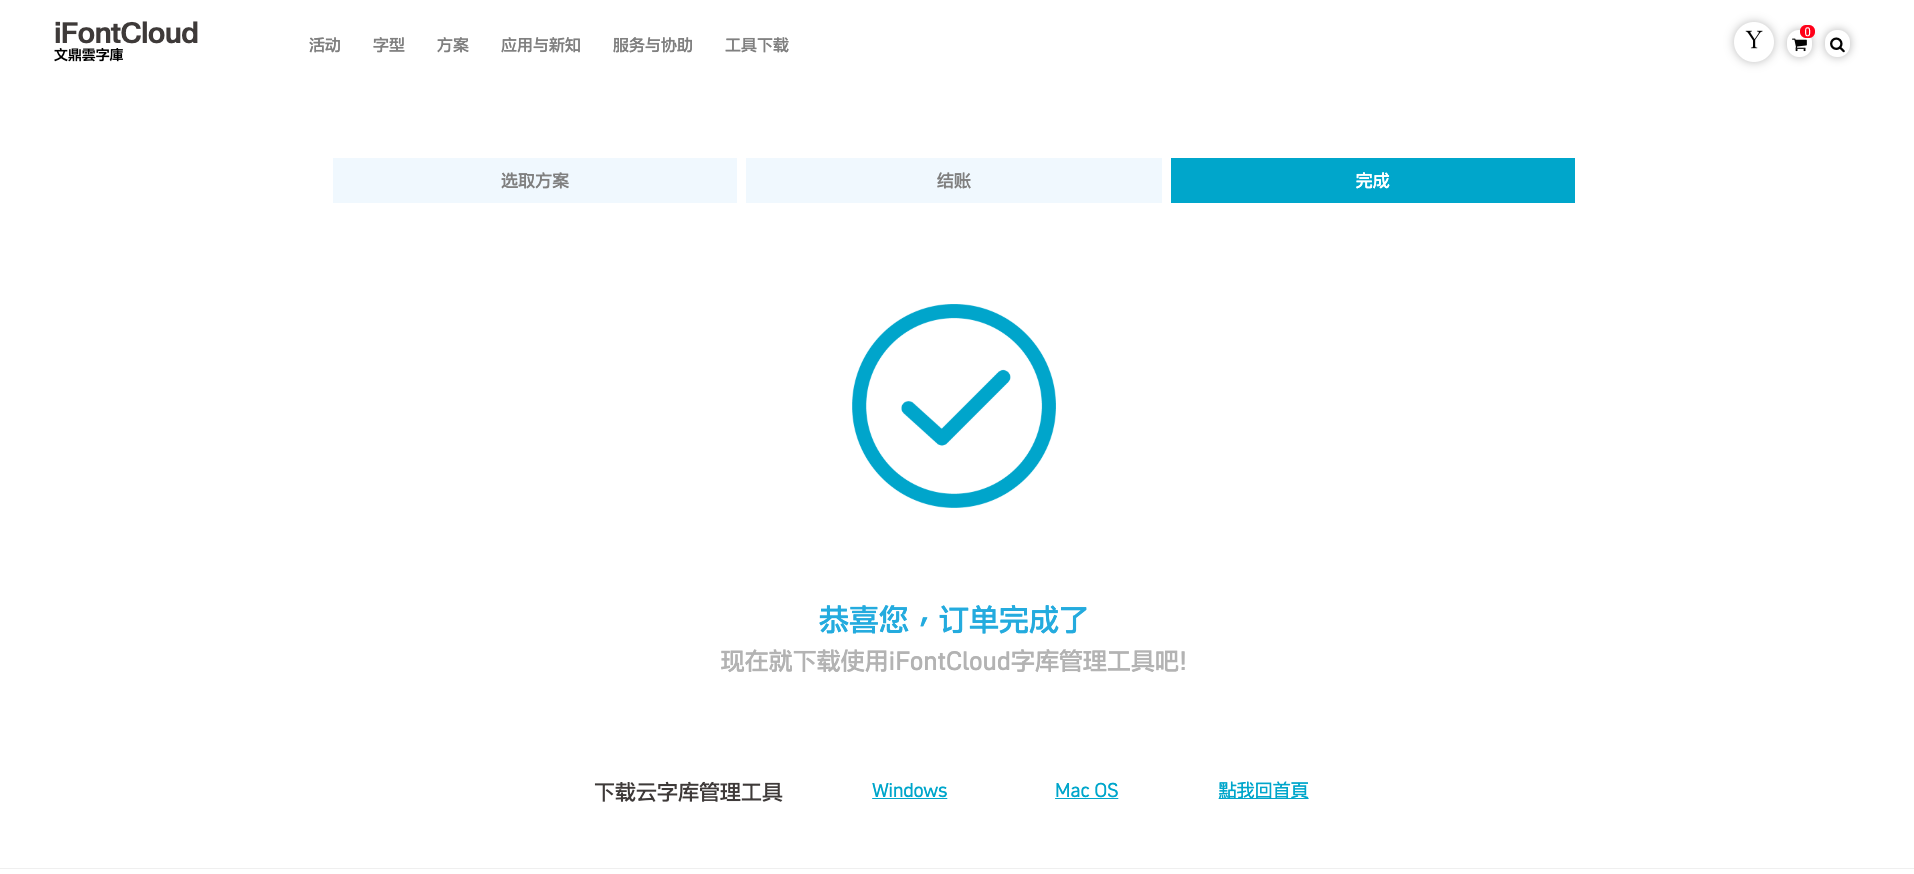 iFontCloud
文鼎雲字庫
活动 字型 方案 应用与新知 服务与协助 工具下载
Y 0
选取方案 结账 完成
恭喜您，订单完成了
现在就下载使用iFontCloud字库管理工具吧!
下载云字库管理工具 Windows Mac OS 點我回首頁